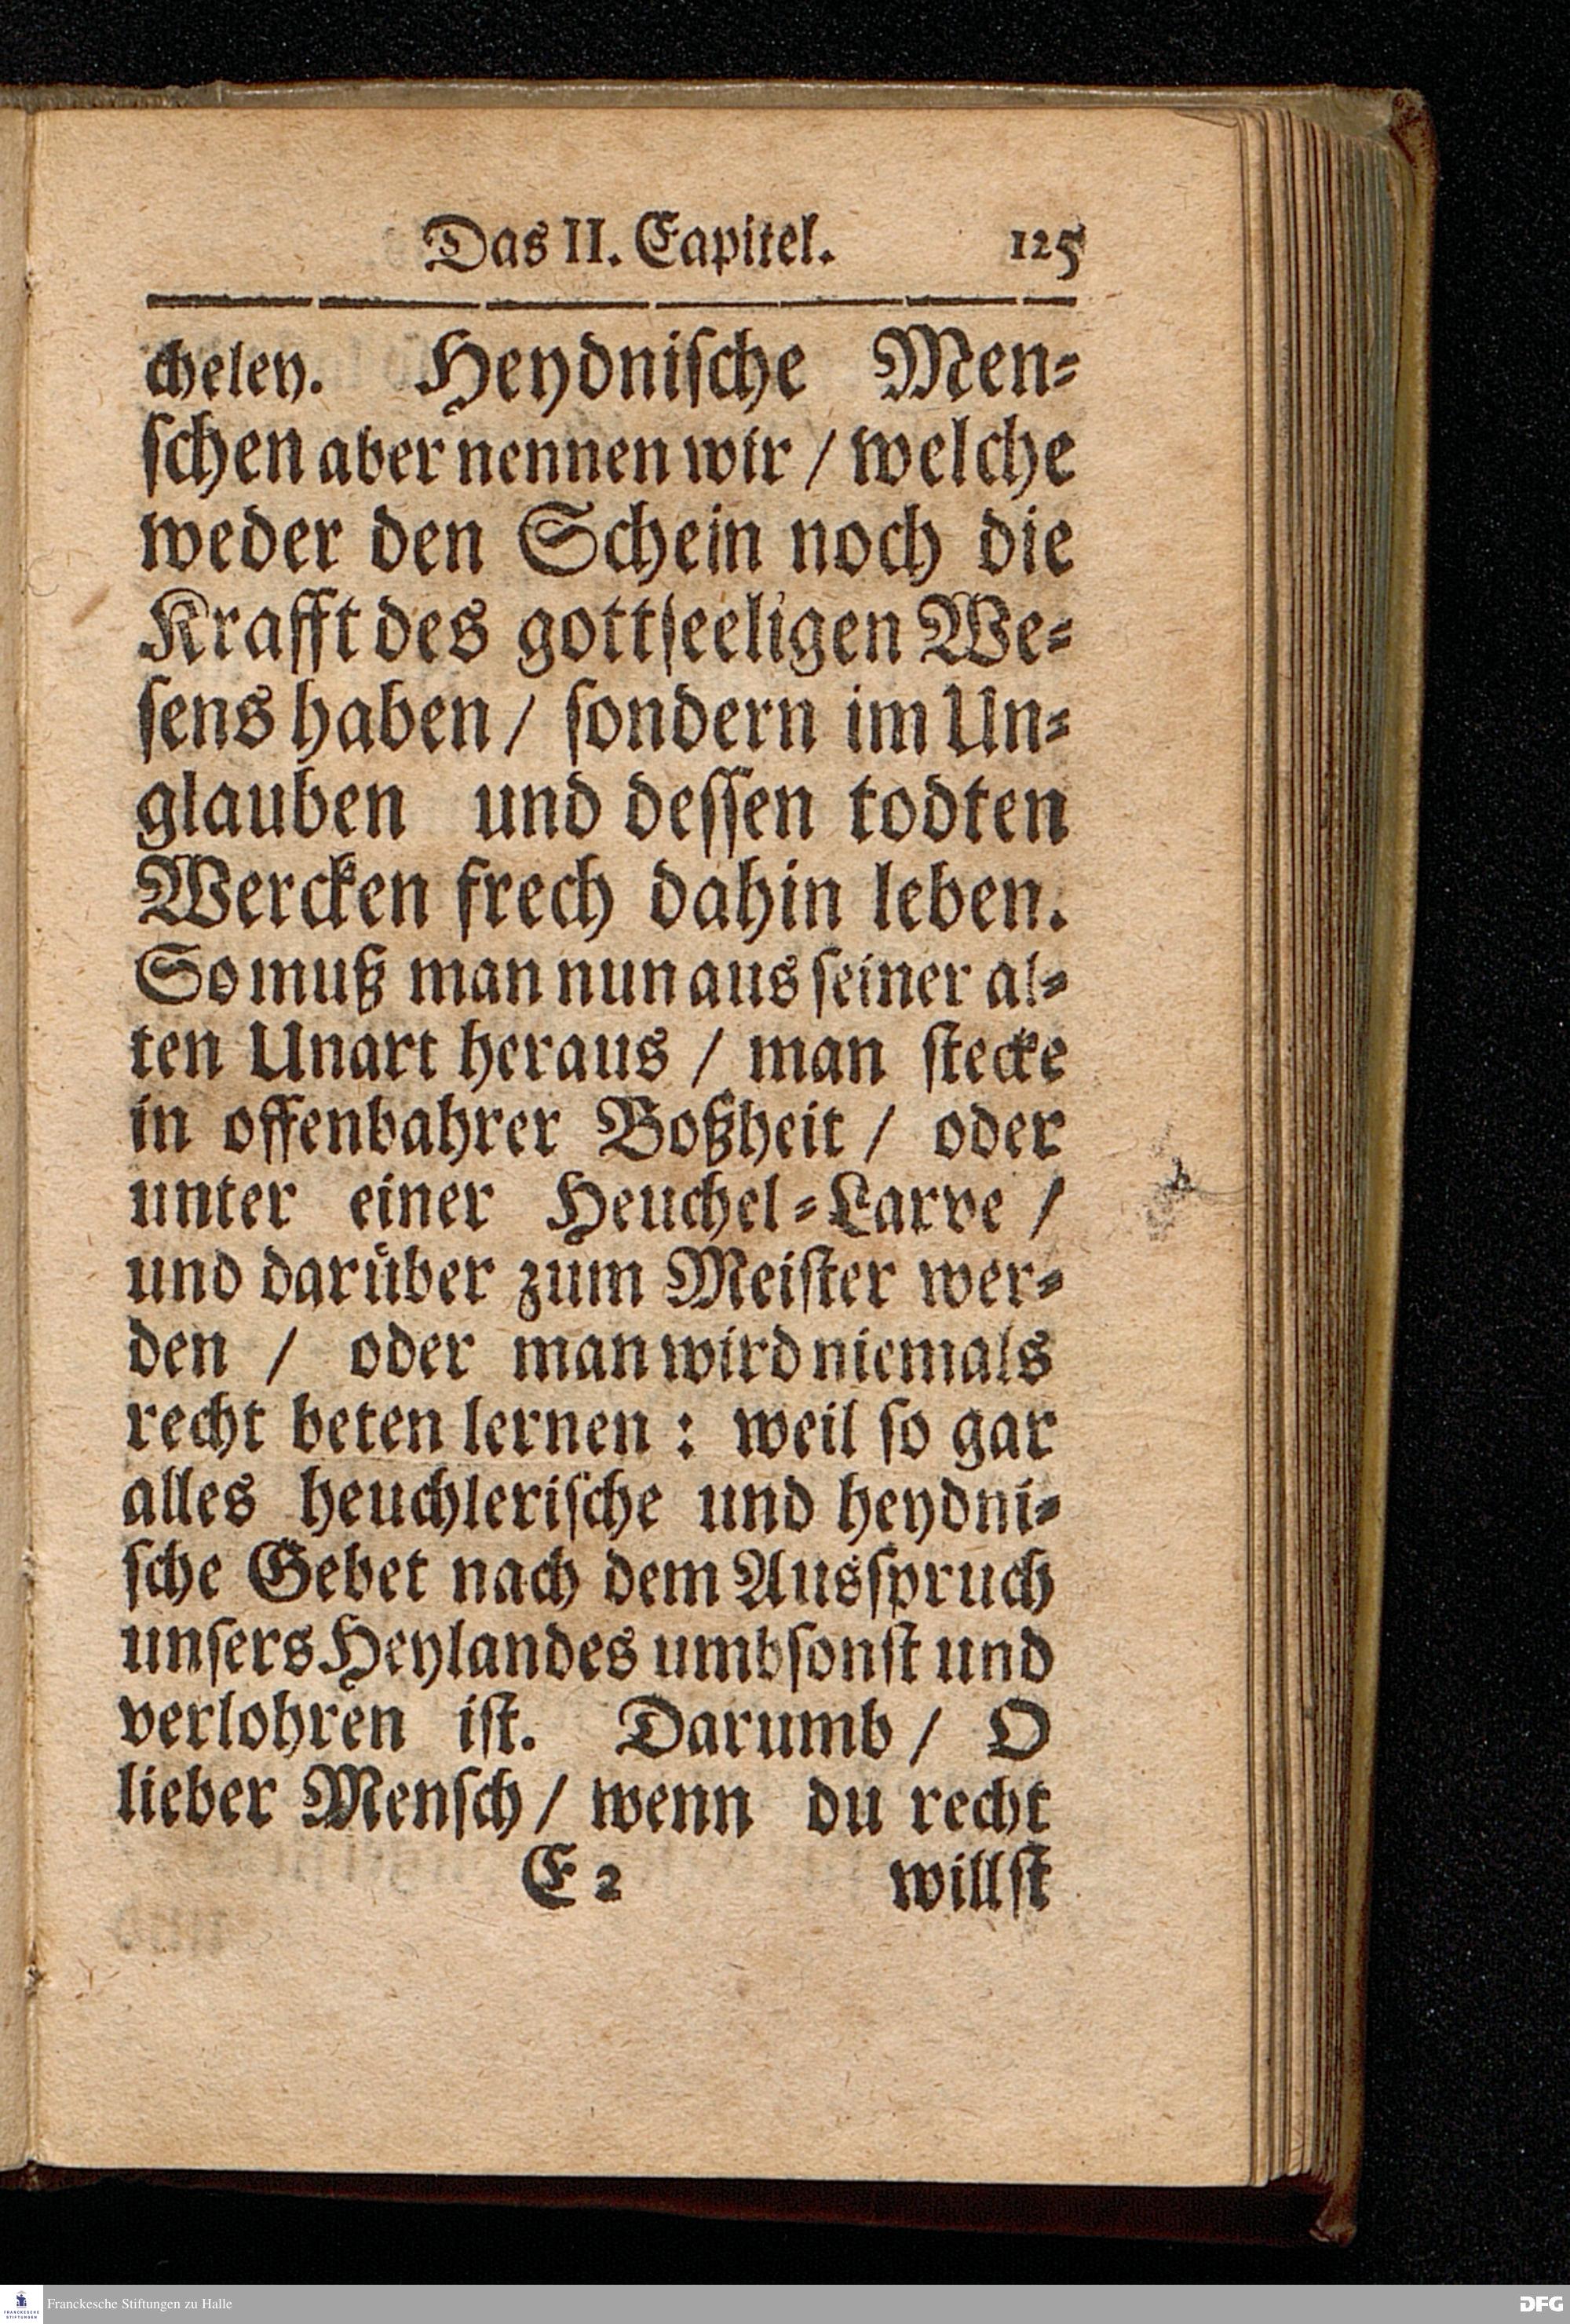 Das II. Capitel. 125
cheley. Heydniſche Men⸗
ſchen aber nennen wir / welche
weder den Schein noch die
Krafft des gottſeeligen We⸗
ſens haben / ſondern im Un⸗
glauben und deſſen todten
Wercken frech dahin leben.
So muß man nun aus ſeiner al⸗
ten Unart heraus / man ſtecke
in offenbahrer Boßheit / oder
unter einer Heuchel⸗Larve /
und daruͤber zum Meiſter wer⸗
den / oder man wird niemals
recht beten lernen : weil ſo gar
alles heuchleriſche und heydni⸗
ſche Gebet nach dem Ausſpruch
unſers Heylandes umbſonſt und
verlohren iſt. Darumb / O
lieber Menſch / wenn du recht
E 2 willſt
Franckesche Stiftungen zu Halle
DFG
FRANCKESCHE
STIFTUNGEN